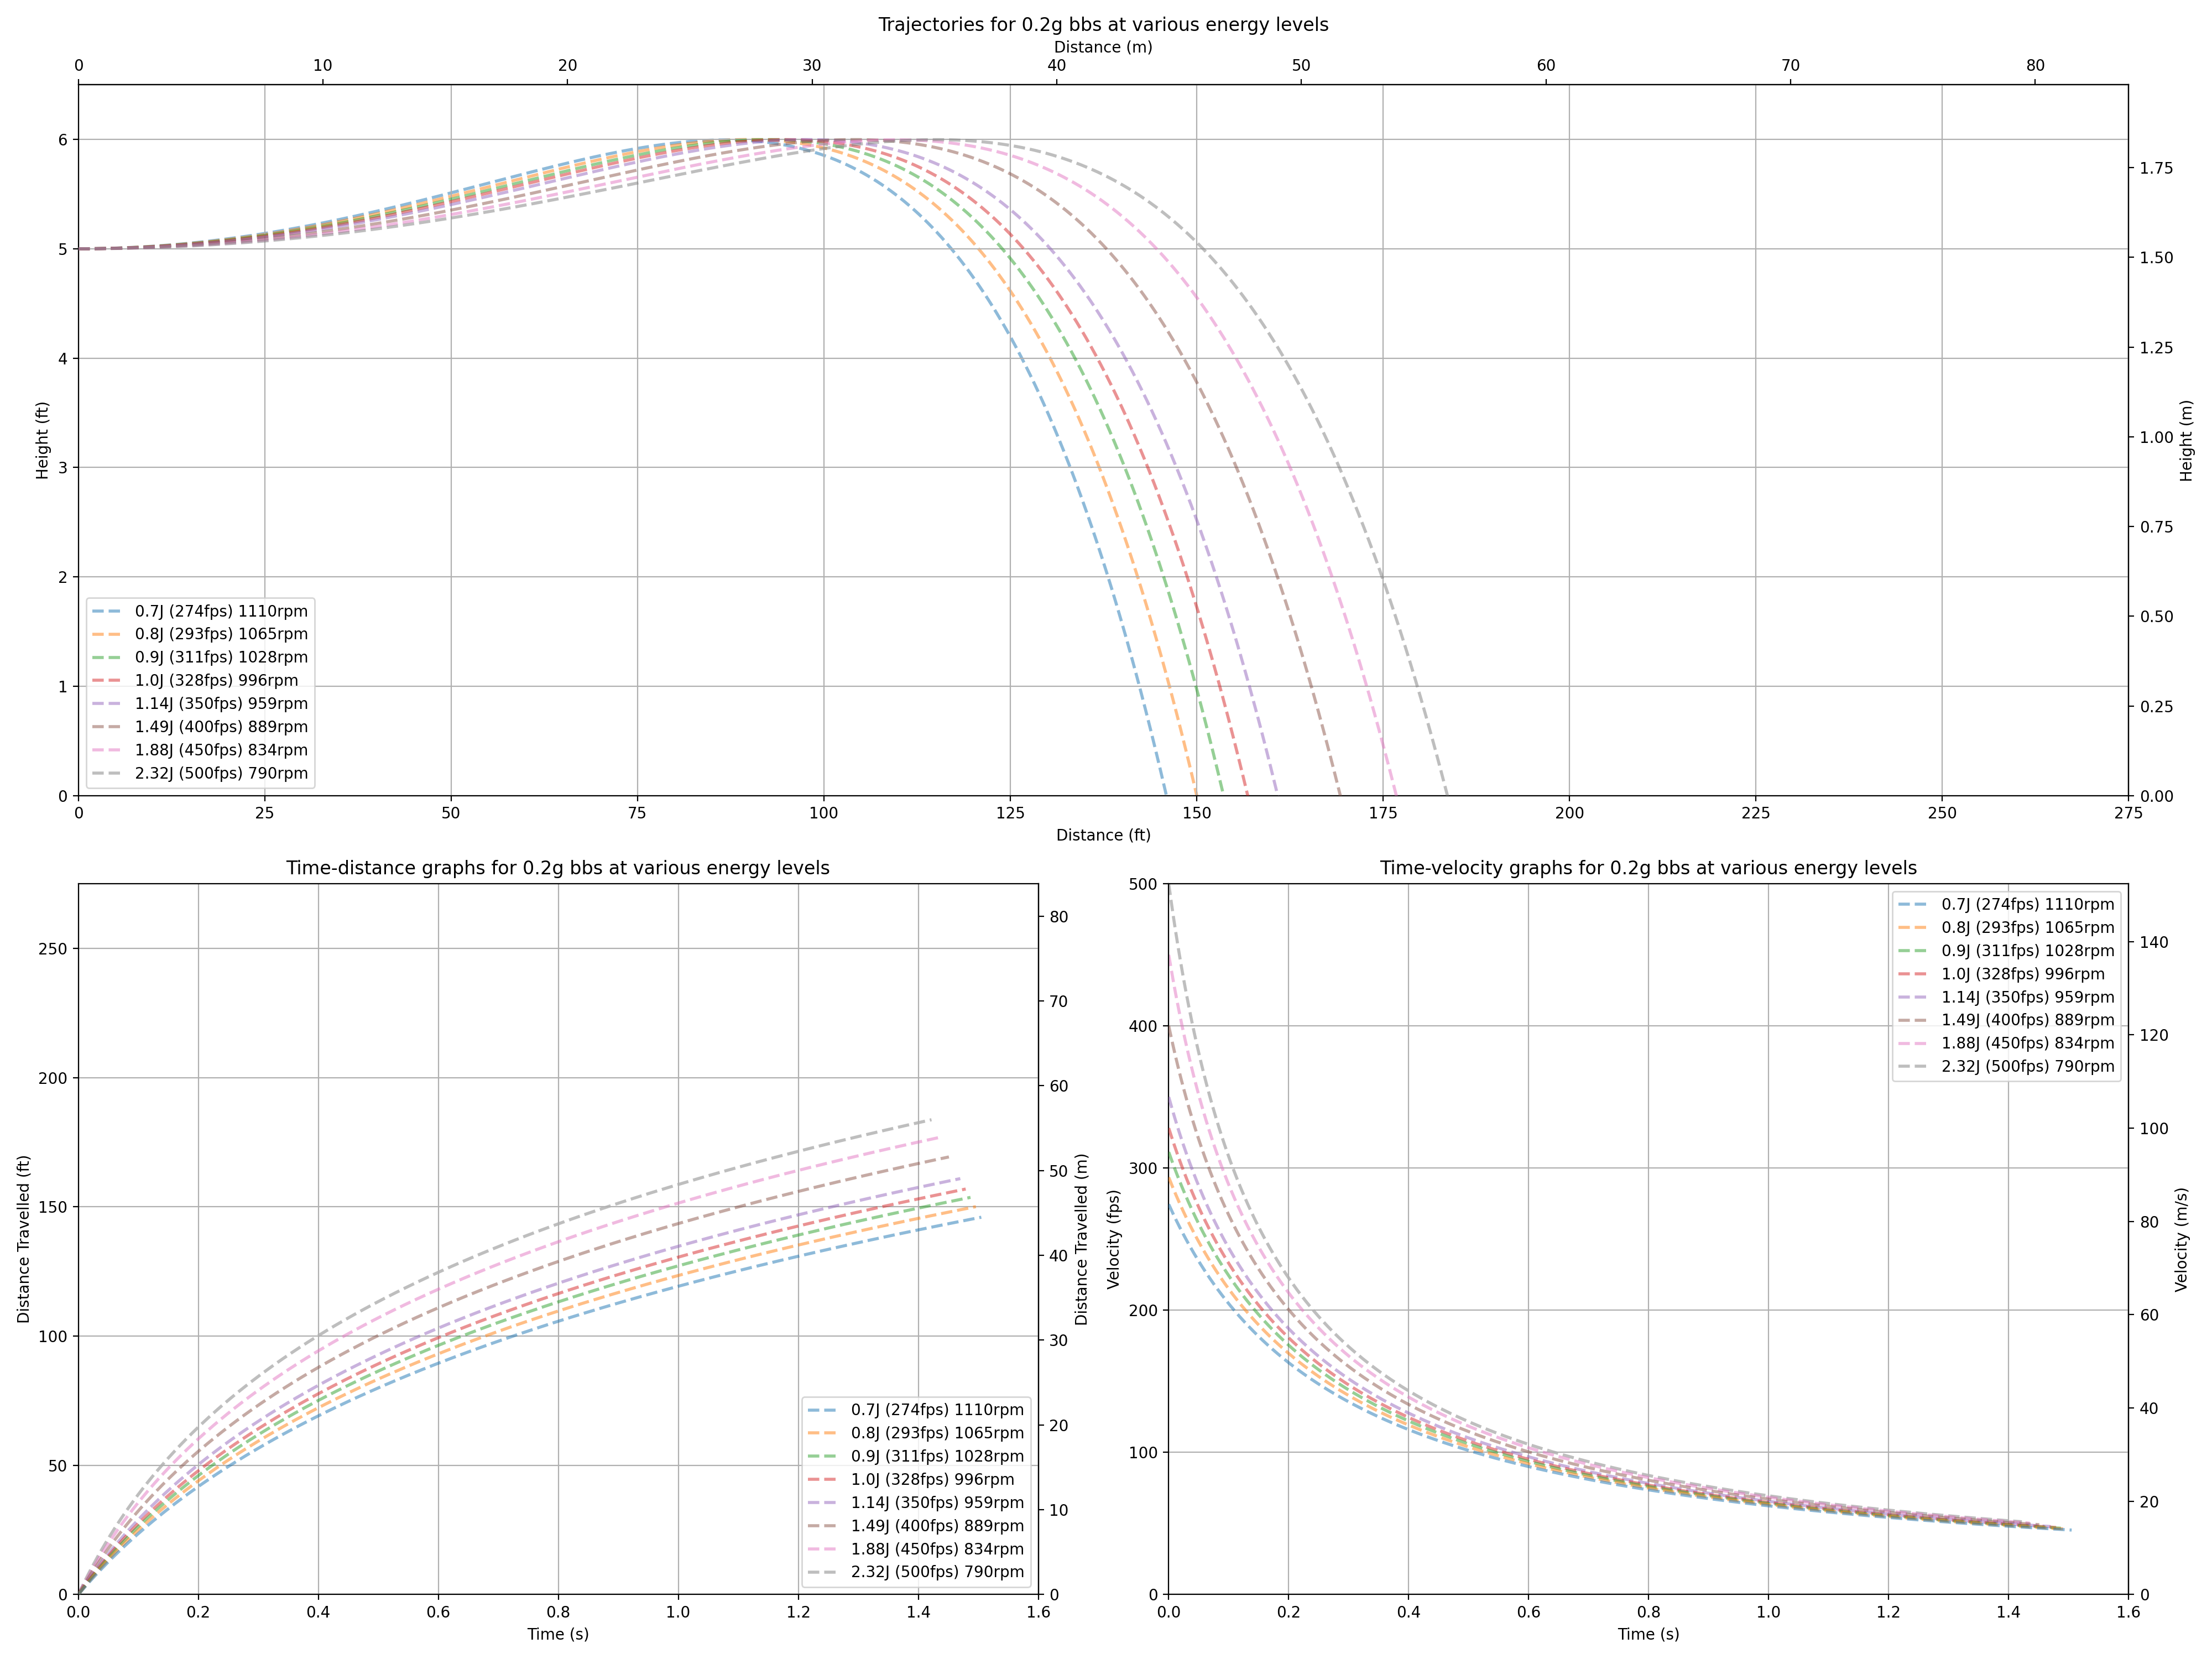 Trajectories for 0.2g bbs at various energy levels
Distance (m)
0 10 20 30 40 50 60 70 80
6
5
4
3
2
1
0
Height (ft)
1.75
1.50
1.25
1.00
0.75
0.50
0.25
0.00
Height (m)
0.7J (274fps) 1110rpm
0.8J (293fps) 1065rpm
0.9J (311fps) 1028rpm
1.0J (328fps) 996rpm
1.14J (350fps) 959rpm
1.49J (400fps) 889rpm
1.88J (450fps) 834rpm
2.32J (500fps) 790rpm
0 25 50 75 100 125 150 175 200 225 250 275
Distance (ft)
Time-distance graphs for 0.2g bbs at various energy levels
250
200
150
100
50
0
Distance Travelled (ft)
80
70
60
50
40
30
20
10
0
Distance Travelled (m)
0.7J (274fps) 1110rpm
0.8J (293fps) 1065rpm
0.9J (311fps) 1028rpm
1.0J (328fps) 996rpm
1.14J (350fps) 959rpm
1.49J (400fps) 889rpm
1.88J (450fps) 834rpm
2.32J (500fps) 790rpm
0.0 0.2 0.4 0.6 0.8 1.0 1.2 1.4 1.6
Time (s)
Time-velocity graphs for 0.2g bbs at various energy levels
500
400
300
200
100
0
Velocity (fps)
140
120
100
80
60
40
20
0
Velocity (m/s)
0.7J (274fps) 1110rpm
0.8J (293fps) 1065rpm
0.9J (311fps) 1028rpm
1.0J (328fps) 996rpm
1.14J (350fps) 959rpm
1.49J (400fps) 889rpm
1.88J (450fps) 834rpm
2.32J (500fps) 790rpm
0.0 0.2 0.4 0.6 0.8 1.0 1.2 1.4 1.6
Time (s)